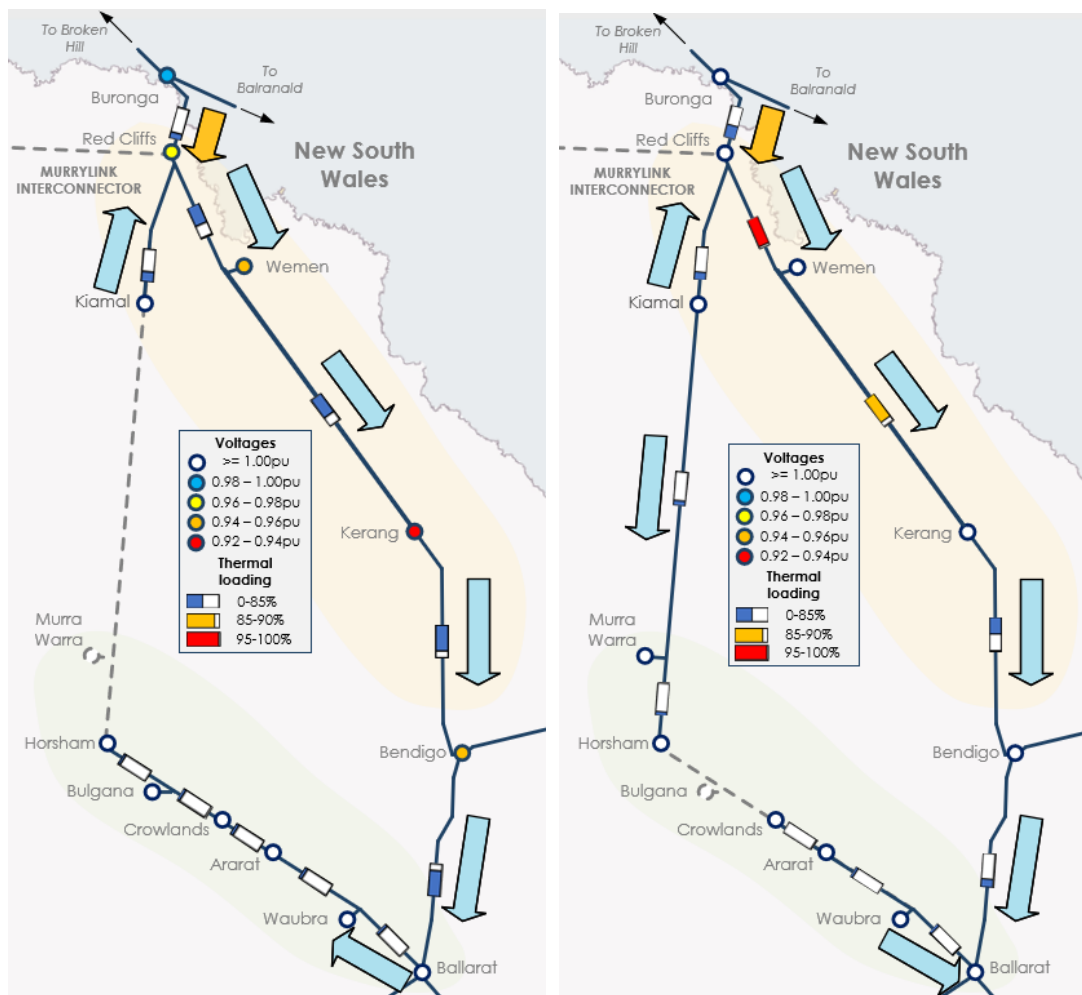 To Broken
Hill
To
Balranald
Buronga
Red Cliffs
New South
Wales
MURRYLINK
INTERCONNECTOR
Wemen
Kiamal
Voltages
>= 1.00pu
0.98 – 1.00pu
0.96 – 0.98pu
0.94 – 0.96pu
0.92 – 0.94pu
Thermal
loading
0-85%
85-90%
95-100%
Kerang
Murra
Warra
Horsham
Bendigo
Bulgana
Crowlands
Ararat
Waubra
Ballarat
To Broken
Hill
To
Balranald
Buronga
Red Cliffs
New South
Wales
MURRYLINK
INTERCONNECTOR
Wemen
Kiamal
Voltages
>= 1.00pu
0.98 – 1.00pu
0.96 – 0.98pu
0.94 – 0.96pu
0.92 – 0.94pu
Thermal
loading
0-85%
85-90%
95-100%
Kerang
Murra
Warra
Horsham
Bendigo
Bulgana
Crowlands
Ararat
Waubra
Ballarat